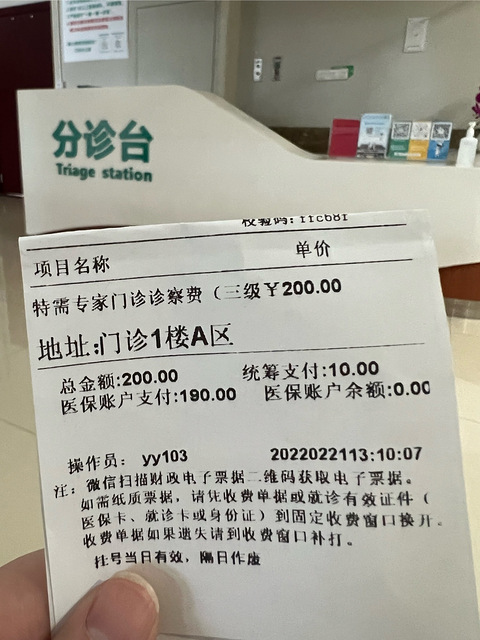 分诊台
Triage station
校验码: ffc68f
项目名称 单价
特需专家门诊诊察费（三级￥200.00
地址:门诊1楼A区
总金额:200.00 统筹支付:10.00
医保账户支付:190.00 医保账户余额:0.00
操作员: yy103 2022022113:10:07
注: 微信扫描财政电子票据二维码获取电子票据。
如需纸质票据，请凭收费单据或就诊有效证件（
医保卡、就诊卡或身份证）到固定收费窗口换开。
收费单据如果遗失请到收费窗口补打。
挂号当日有效，隔日作废